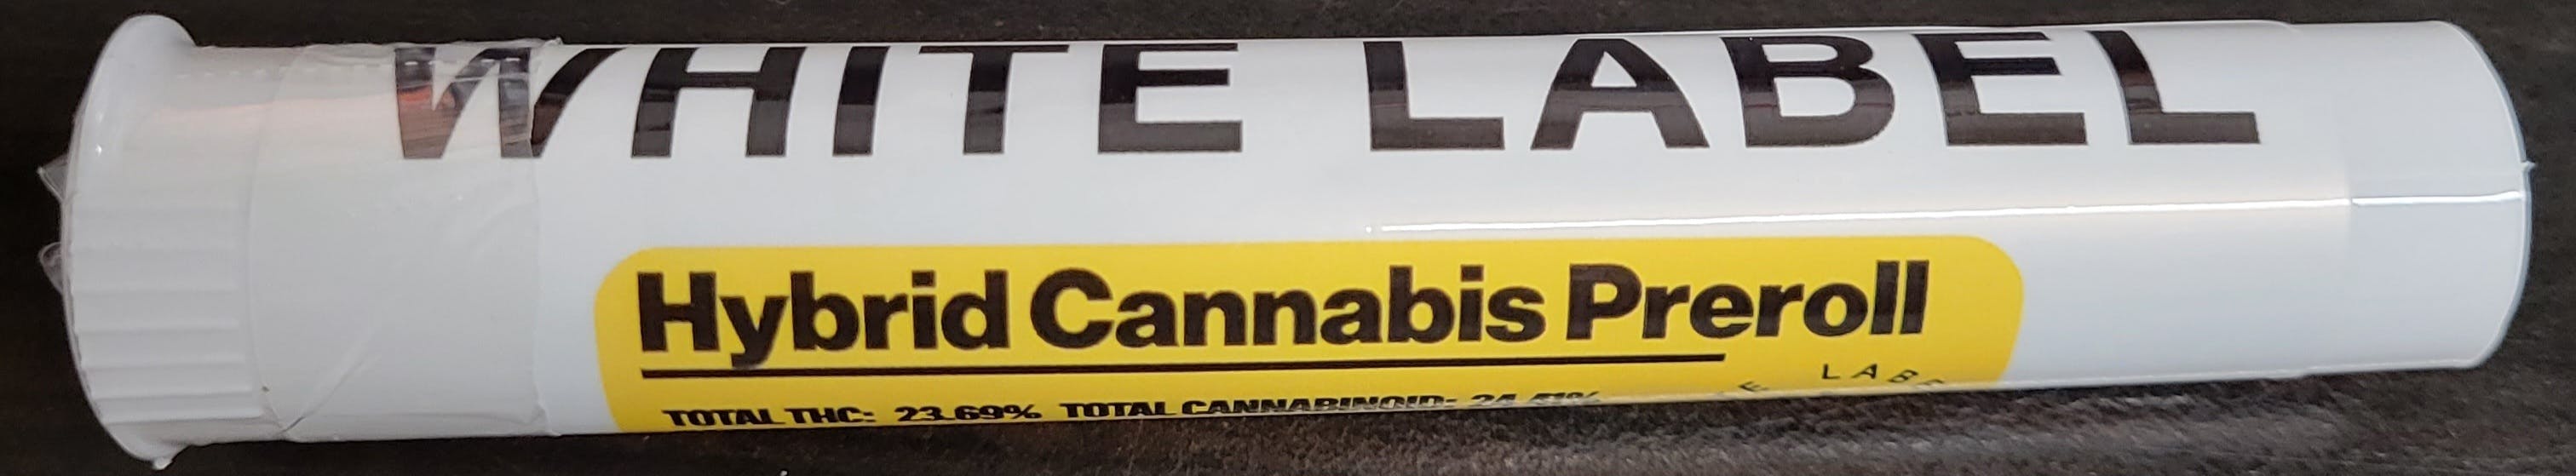 WHITE LABEL
Hybrid Cannabis Preroll
TOTAL THC: 23.69% TOTAL CANNABINOID: